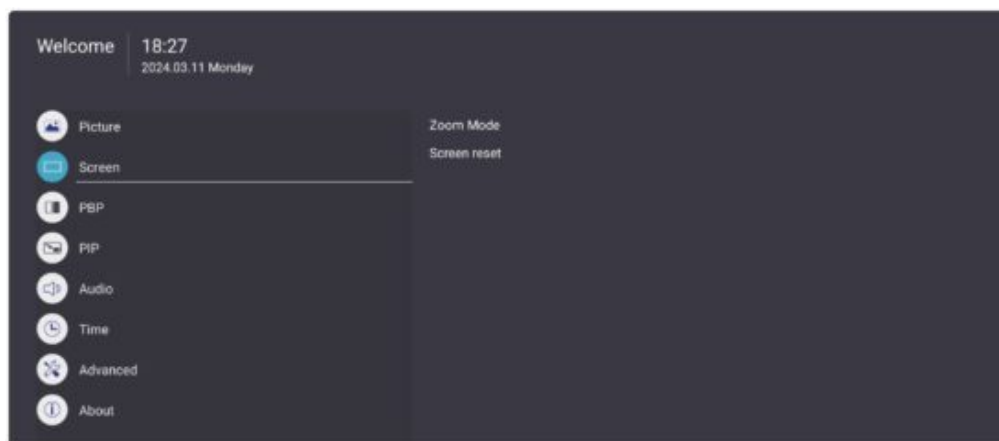 Welcome
18:27
2024.03.11 Monday
Picture
Screen
PBP
PIP
Audio
Time
Advanced
About
Zoom Mode
Screen reset